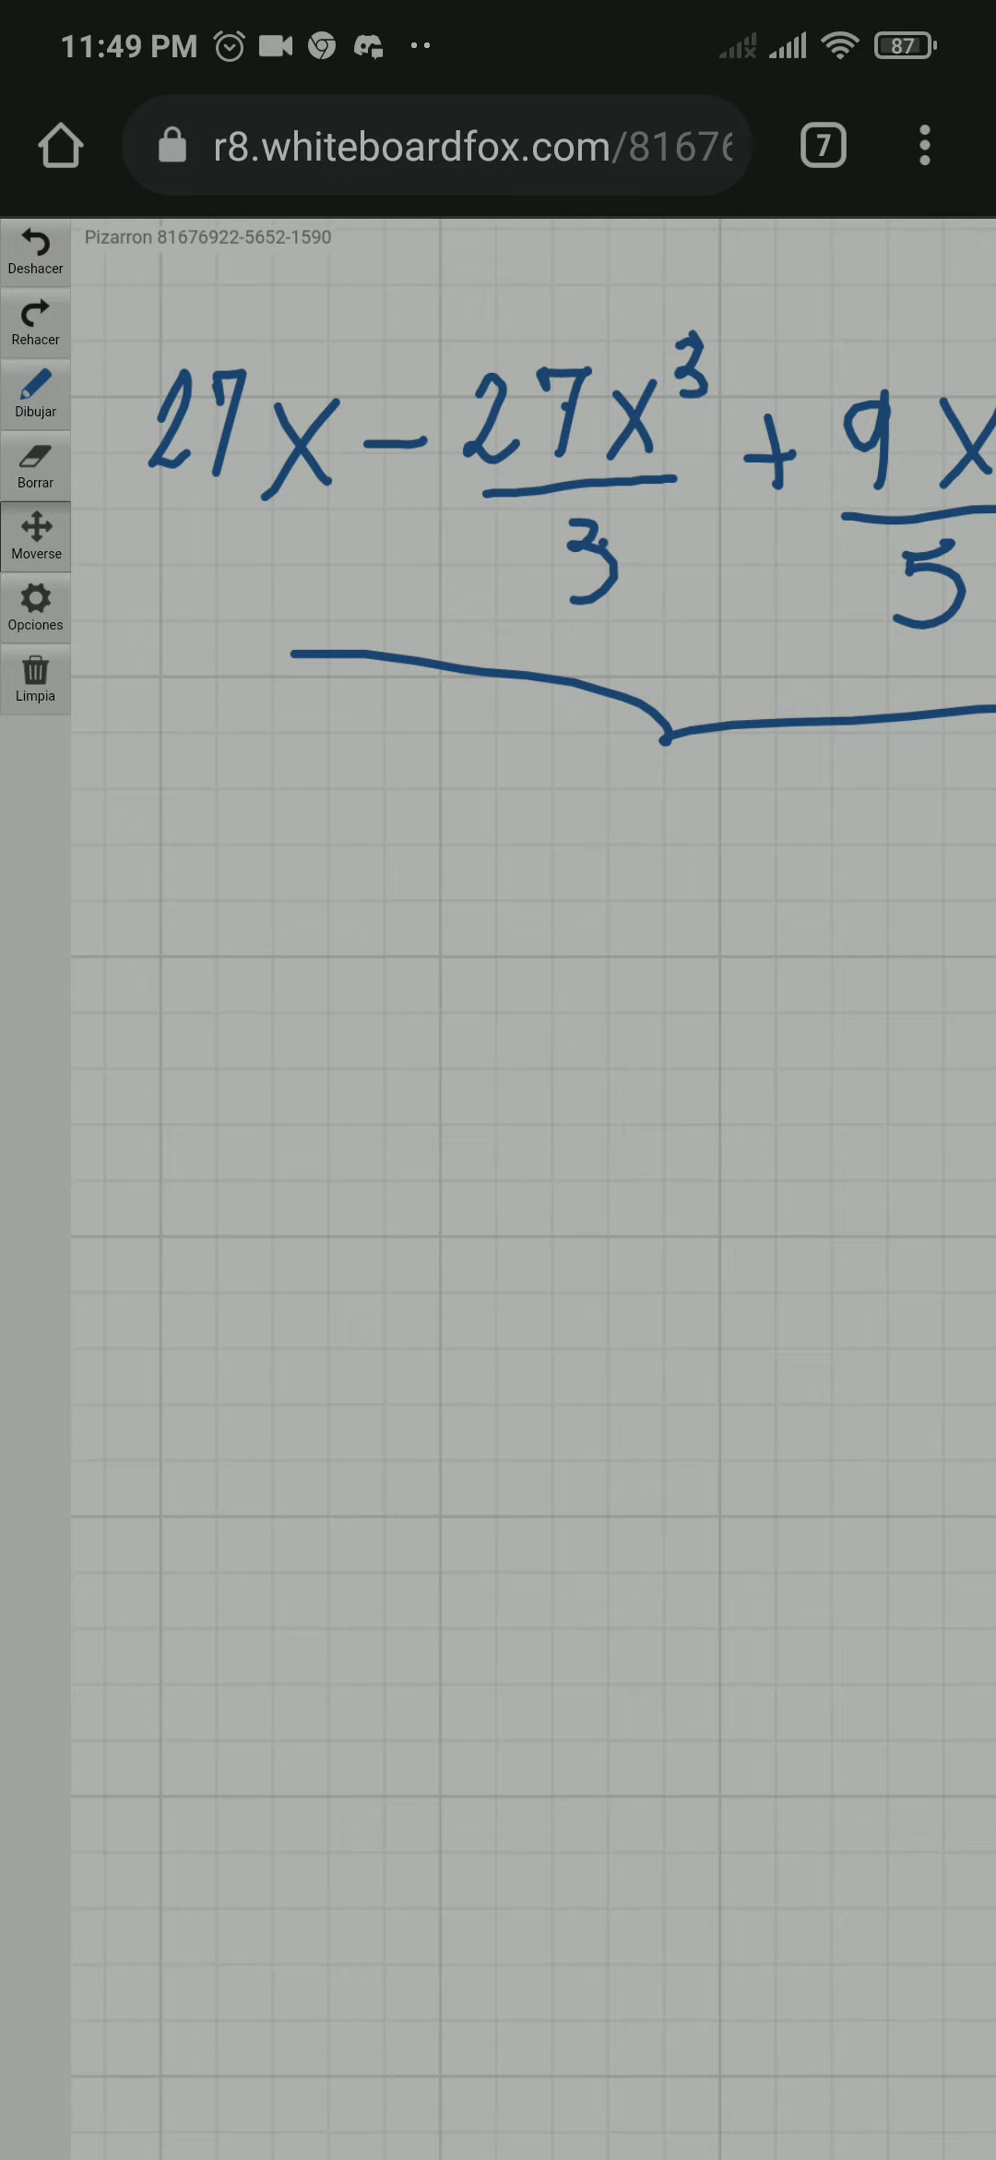 11:49 PM 87
r8.whiteboardfox.com/81676 7
Pizarron 81676922-5652-1590
Deshacer
Rehacer
Dibujar
Borrar
Moverse
Opciones
Limpia
27x - 27x³ + 9x
3 5